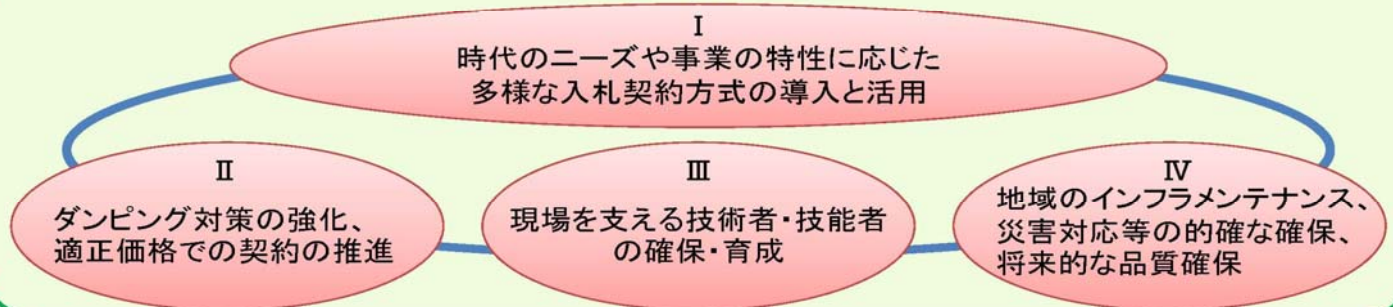 Ⅰ
時代のニーズや事業の特性に応じた
多様な入札契約方式の導入と活用
Ⅱ
ダンピング対策の強化、
適正価格での契約の推進
Ⅲ
現場を支える技術者・技能者
の確保・育成
Ⅳ
地域のインフラメンテナンス、
災害対応等の的確な確保、
将来的な品質確保